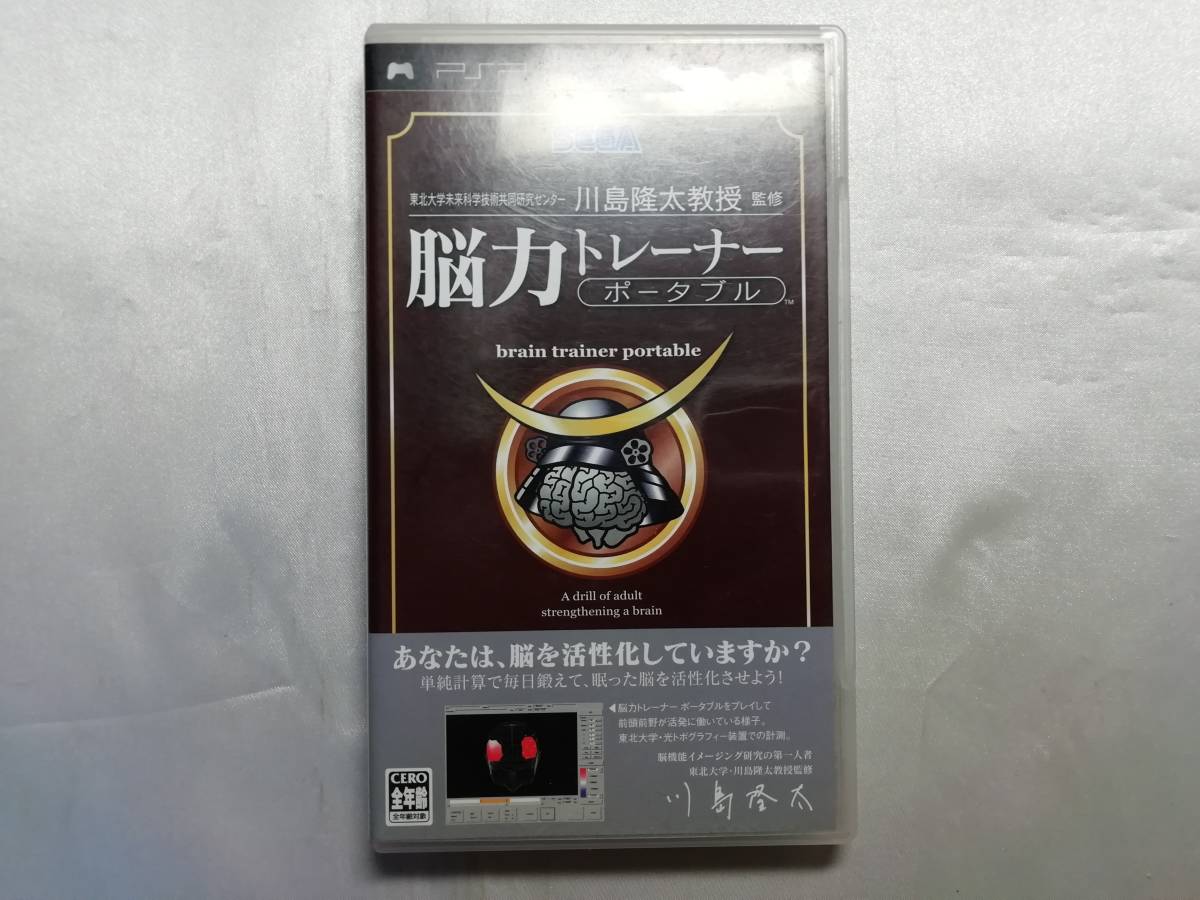 PSP
SEGA
東北大学未来科学技術共同研究センター 川島隆太教授 監修
脳力トレーナー
ポータブル™
brain trainer portable
A drill of adult
strengthening a brain
あなたは、脳を活性化していますか?
単純計算で毎日鍛えて、眠った脳を活性化させよう!
◀脳力トレーナー ポータブルをプレイして
前頭前野が活発に働いている様子。
東北大学・光トポグラフィー装置での計測。
脳機能イメージング研究の第一人者
東北大学・川島隆太教授監修
川島隆太
CERO
全年齢
全年齢対象